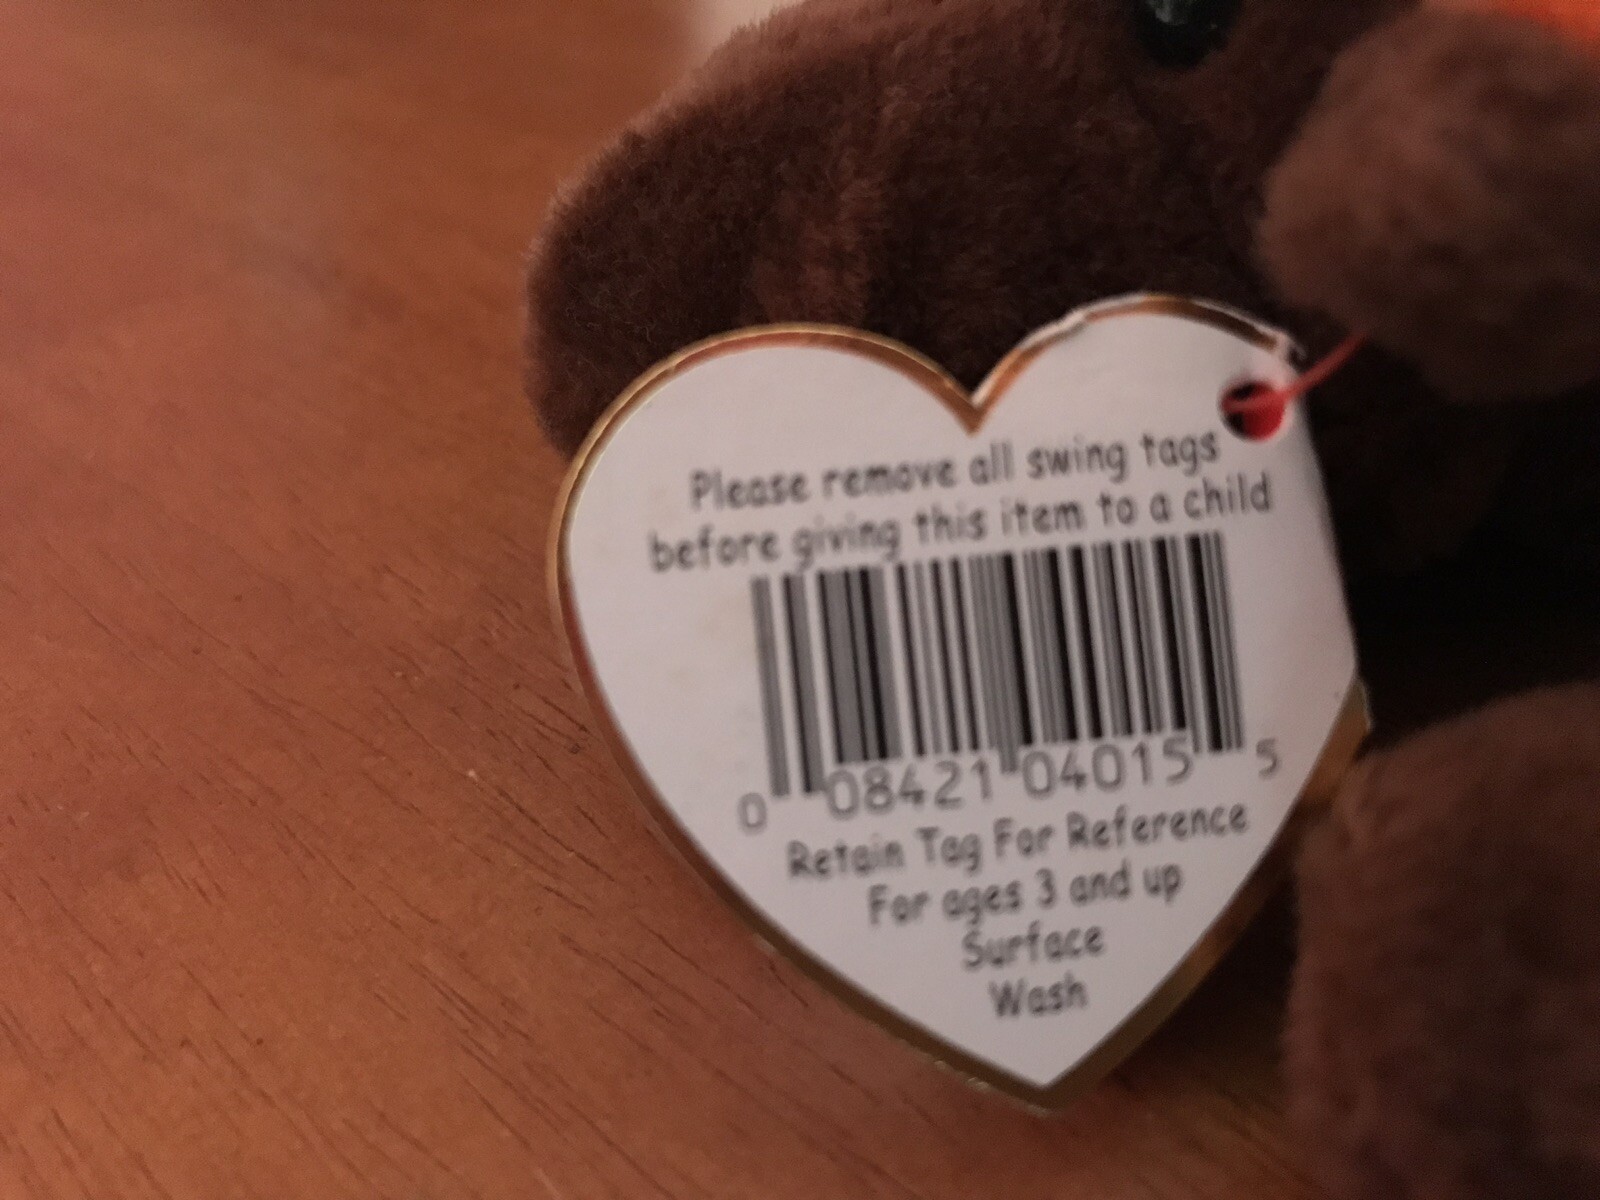 Please remove all swing tags
before giving this item to a child
0 08421 04015 5
Retain Tag For Reference
For ages 3 and up
Surface
Wash